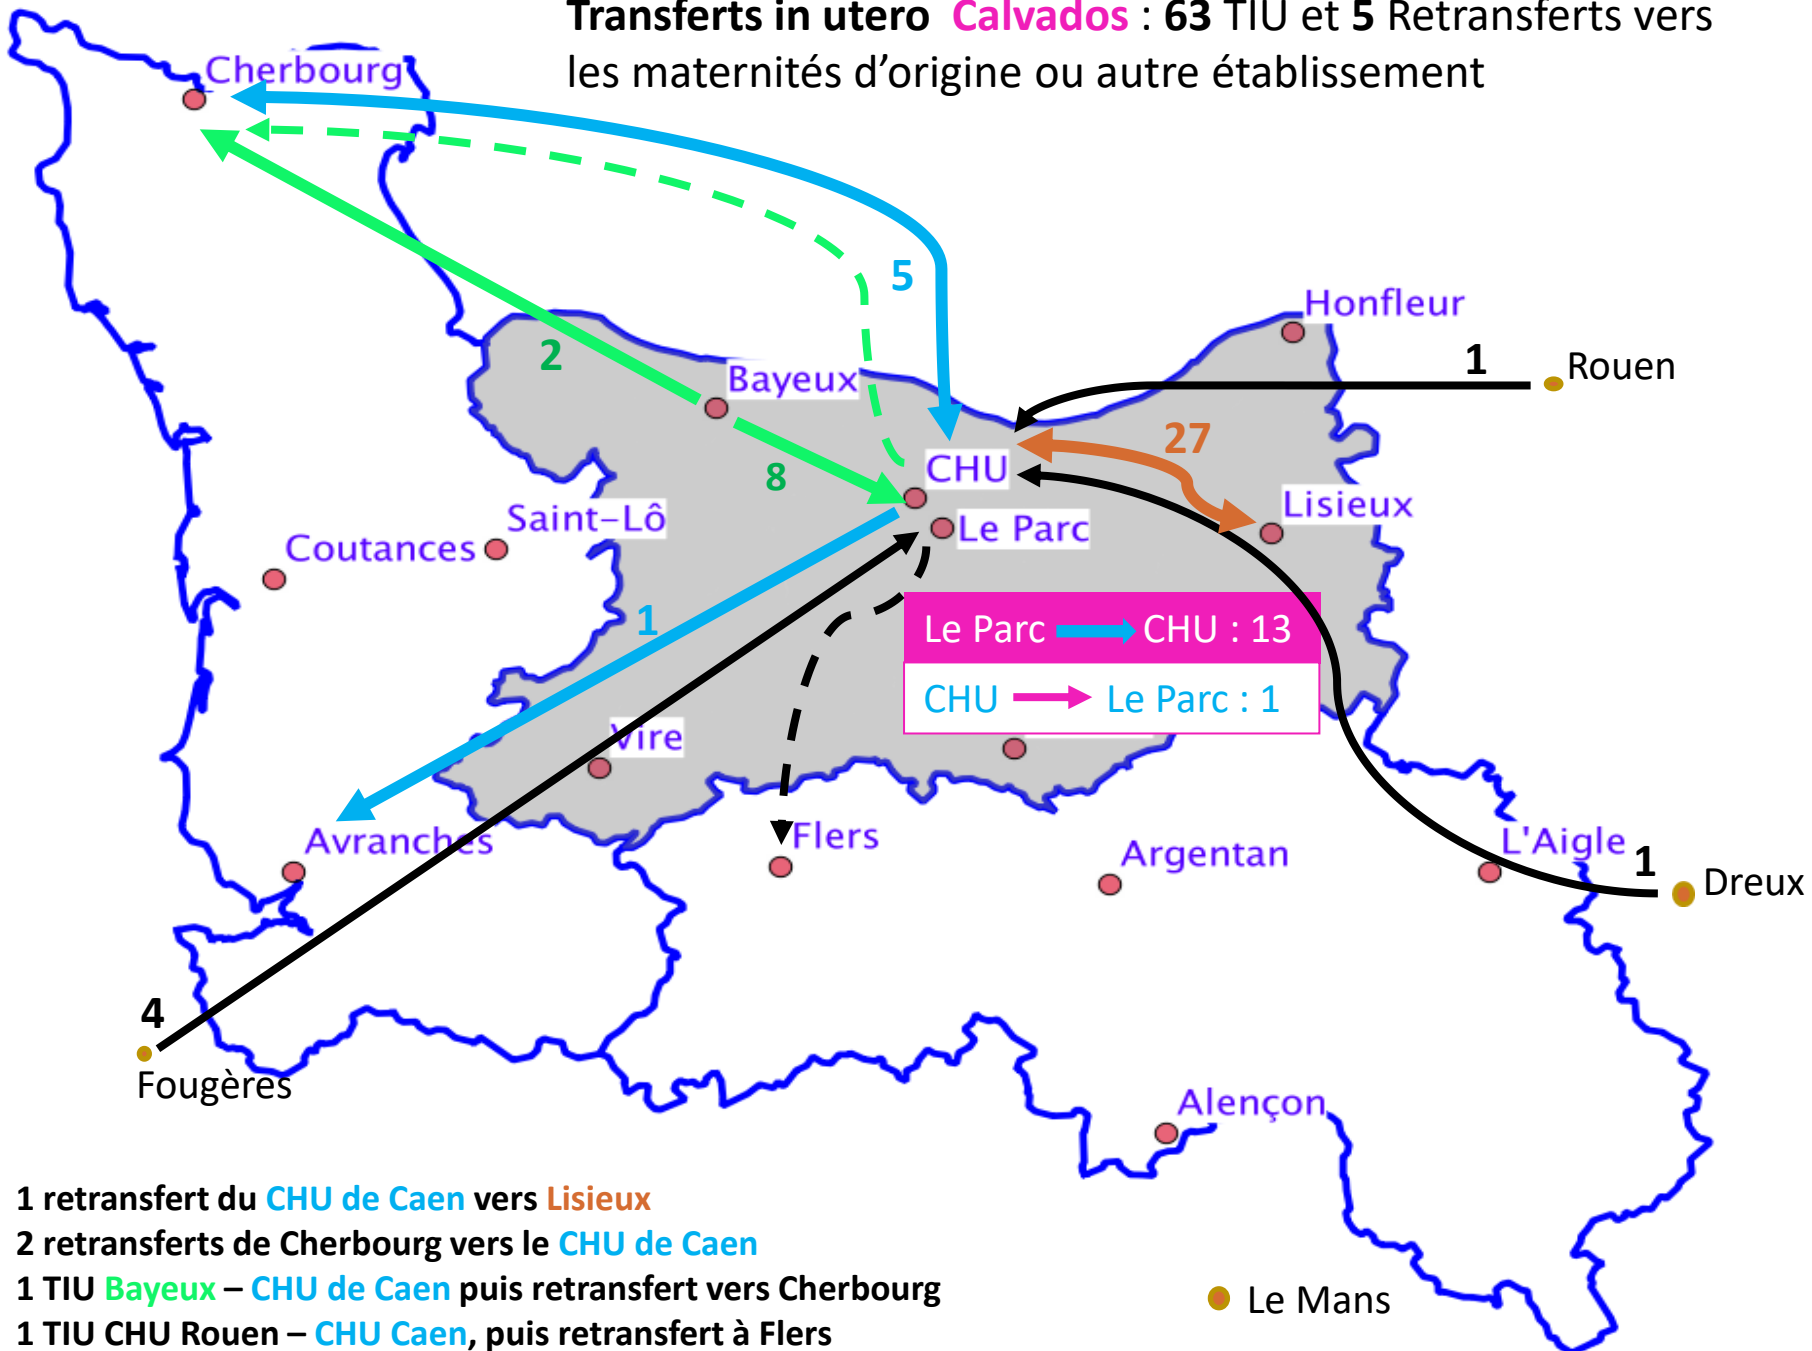 Transferts in utero Calvados : 63 TIU et 5 Retransferts vers
les maternités d'origine ou autre établissement
Cherbourg
5
Honfleur
2
1
Rouen
Bayeux
27
8
CHU
Lisieux
Saint-Lô
Le Parc
Coutances
1
Le Parc CHU : 13
CHU Le Parc : 1
Vire
Avranches
Flers
Argentan
L'Aigle
1
Dreux
4
Fougères
Alençon
1 retransfert du CHU de Caen vers Lisieux
2 retransferts de Cherbourg vers le CHU de Caen
1 TIU Bayeux – CHU de Caen puis retransfert vers Cherbourg
Le Mans
1 TIU CHU Rouen – CHU Caen, puis retransfert à Flers